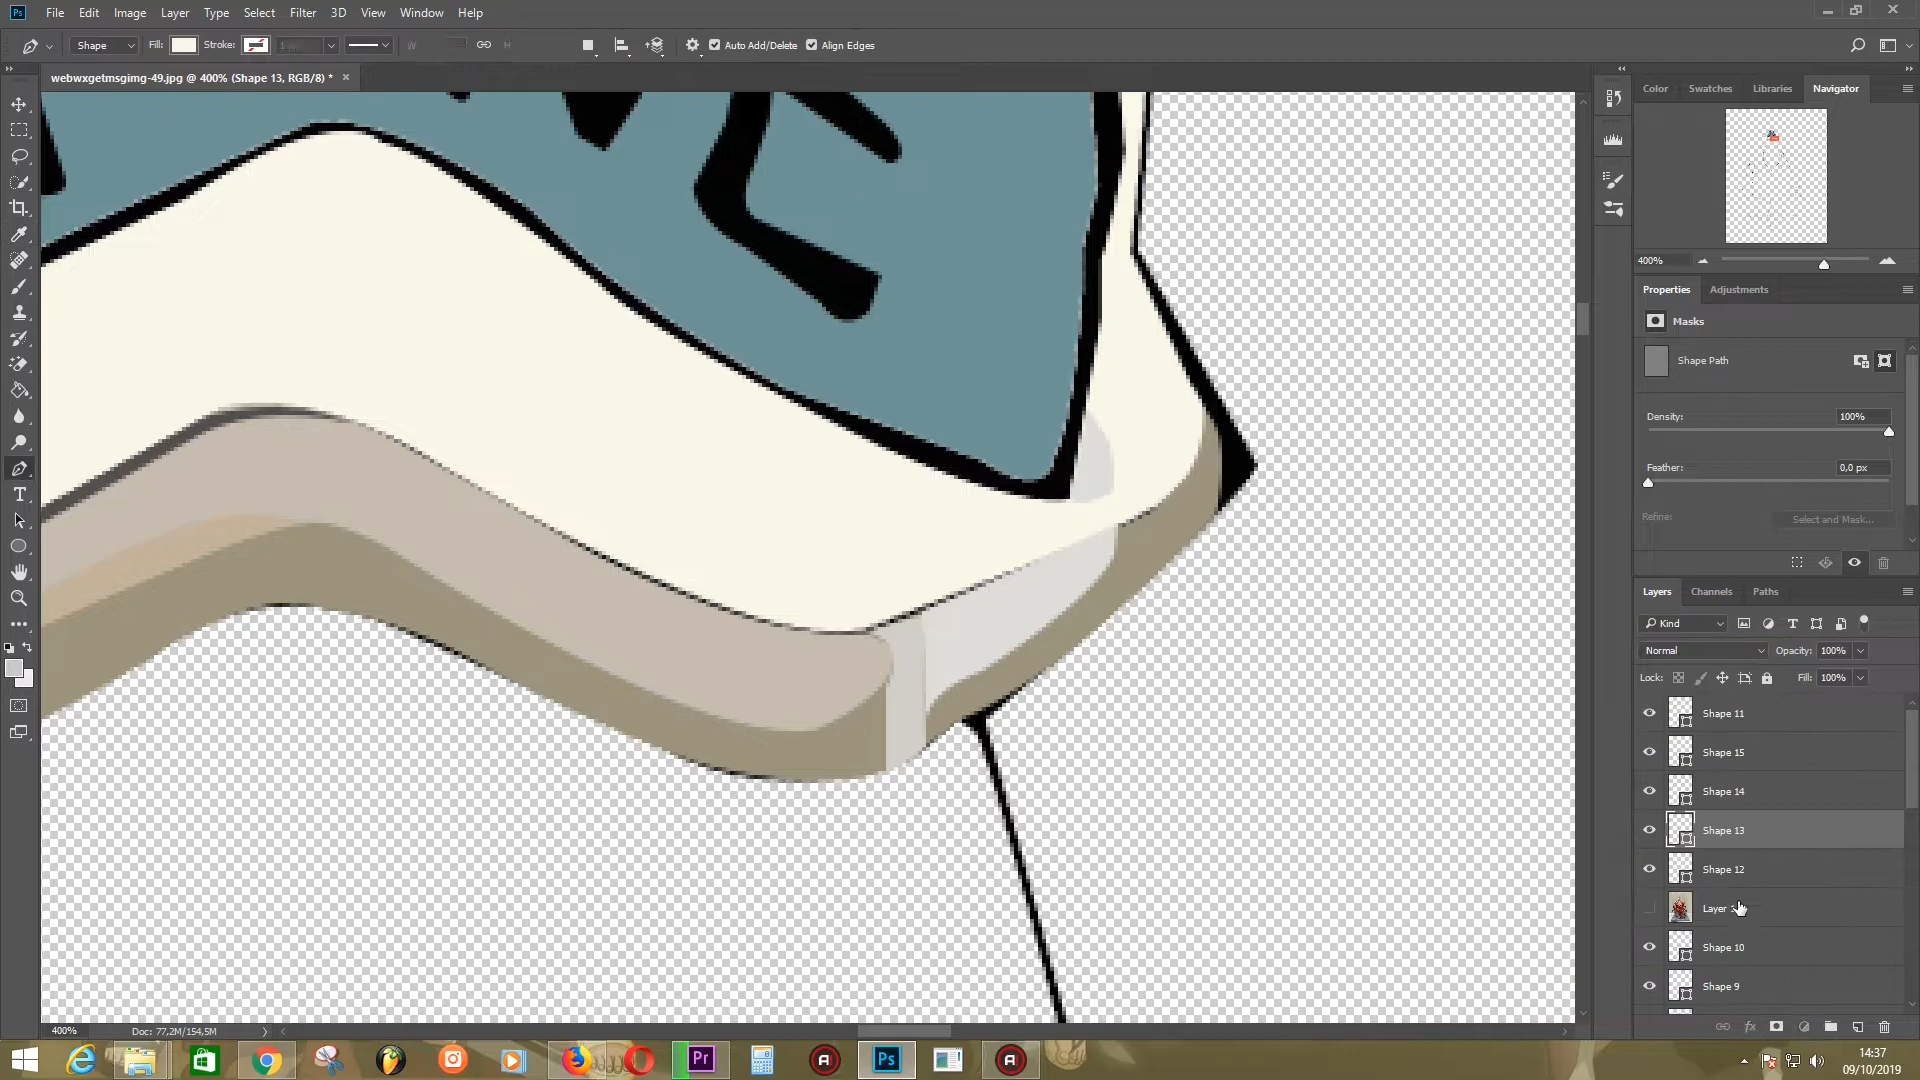 Ps File Edit Image Layer Type Select Filter 3D View Window Help
Shape Fill: Stroke: W H Auto Add/Delete Align Edges
webwxgetmsgimg-49.jpg @ 400% (Shape 13, RGB/8) * ×
Color Swatches Libraries Navigator
400%
Properties Adjustments
Masks
Shape Path
Density: 100%
Feather: 0,0 px
Refine: Select and Mask...
Layers Channels Paths
Kind
Normal Opacity: 100%
Lock: Fill: 100%
Shape 11
Shape 15
Shape 14
Shape 13
Shape 12
Layer
Shape 10
Shape 9
400% Doc: 77,2M/154,5M
Pr Ps
14:37
09/10/2019